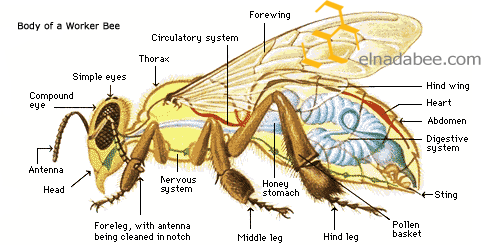 Body of a Worker Bee
Forewing
Circulatory system
elnadabee.com
Thorax
Simple eyes
Compound
eye
Hind wing
Heart
Abdomen
Digestive
system
Antenna
Head
Nervous
system
Honey
stomach
Sting
Foreleg, with antenna
being cleaned in notch
Middle leg
Hind leg
Pollen
basket